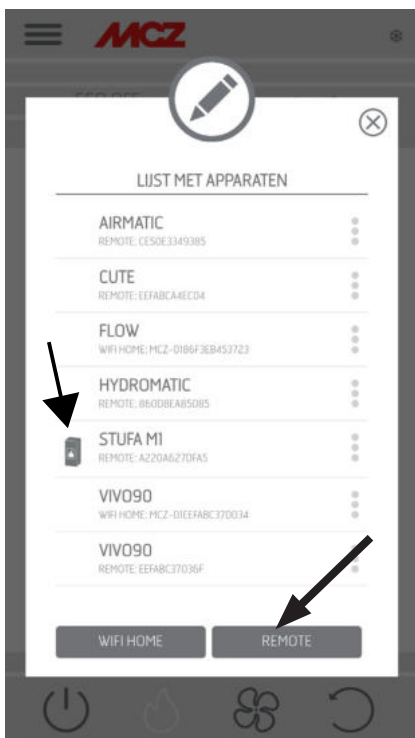 MCZ
LIJST MET APPARATEN
AIRMATIC
REMOTE: CE50E3349385
CUTE
REMOTE: EEFABCA4EC04
FLOW
WIFI HOME: MCZ-0186F3EB453723
HYDROMATIC
REMOTE: 860D8EA85085
STUFA M1
REMOTE: A220A627DFA5
VIVO90
WIFI HOME: MCZ-D1EEFABC37D034
VIVO90
REMOTE: EEFABC37036F
WIFI HOME REMOTE